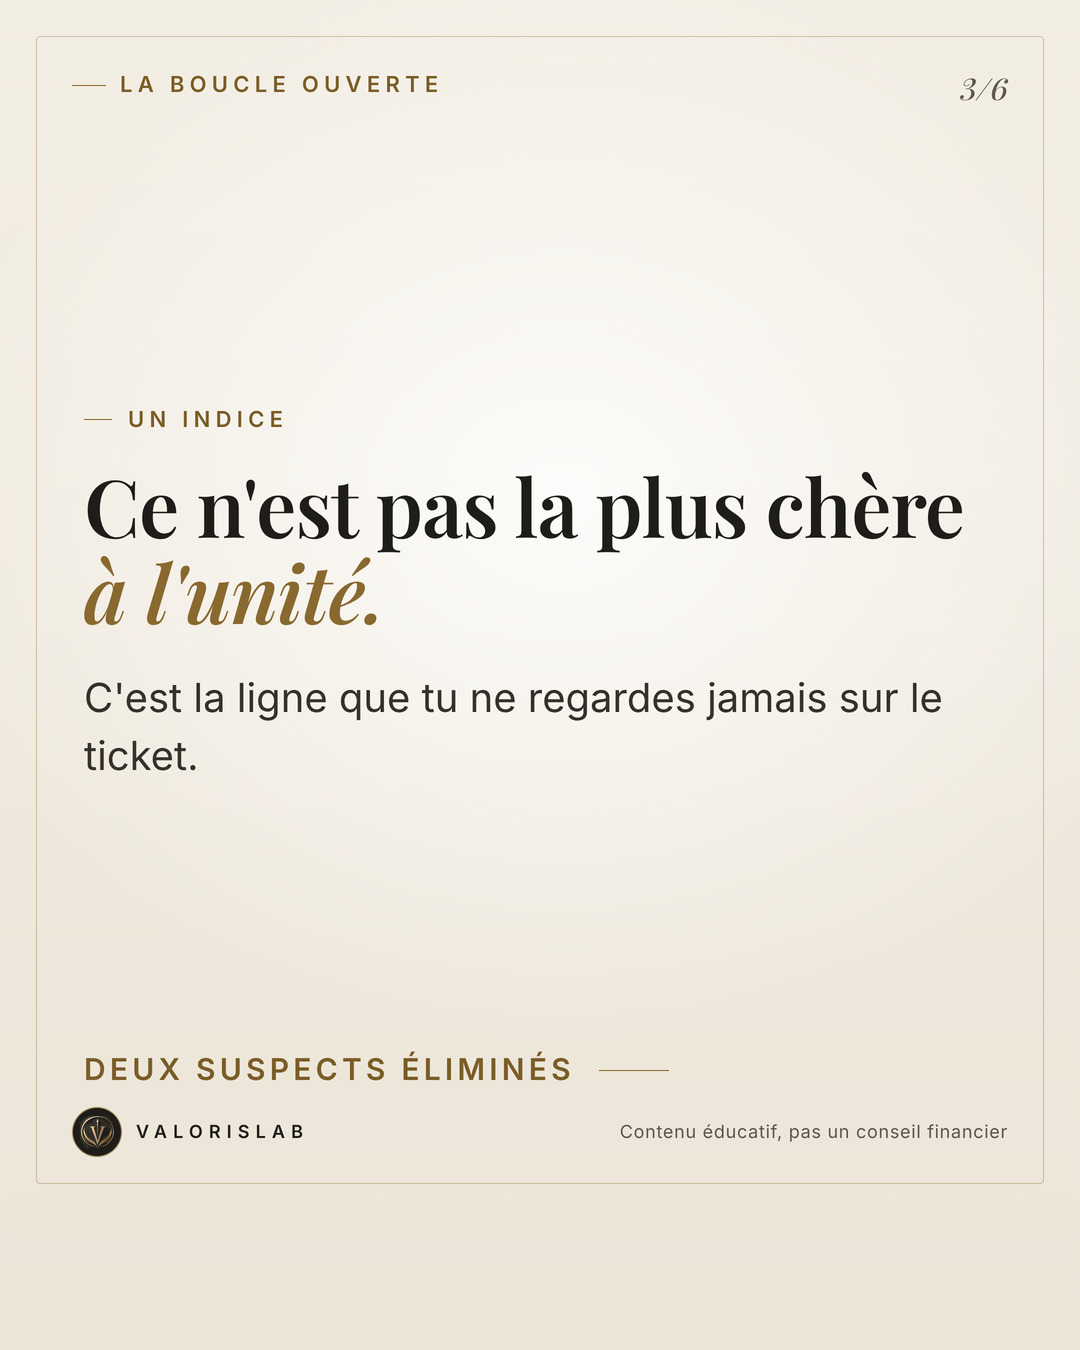 LA BOUCLE OUVERTE
3/6
UN INDICE
Ce n'est pas la plus chère
à l'unité.
C'est la ligne que tu ne regardes jamais sur le
ticket.
DEUX SUSPECTS ÉLIMINÉS
VALORISLAB
Contenu éducatif, pas un conseil financier